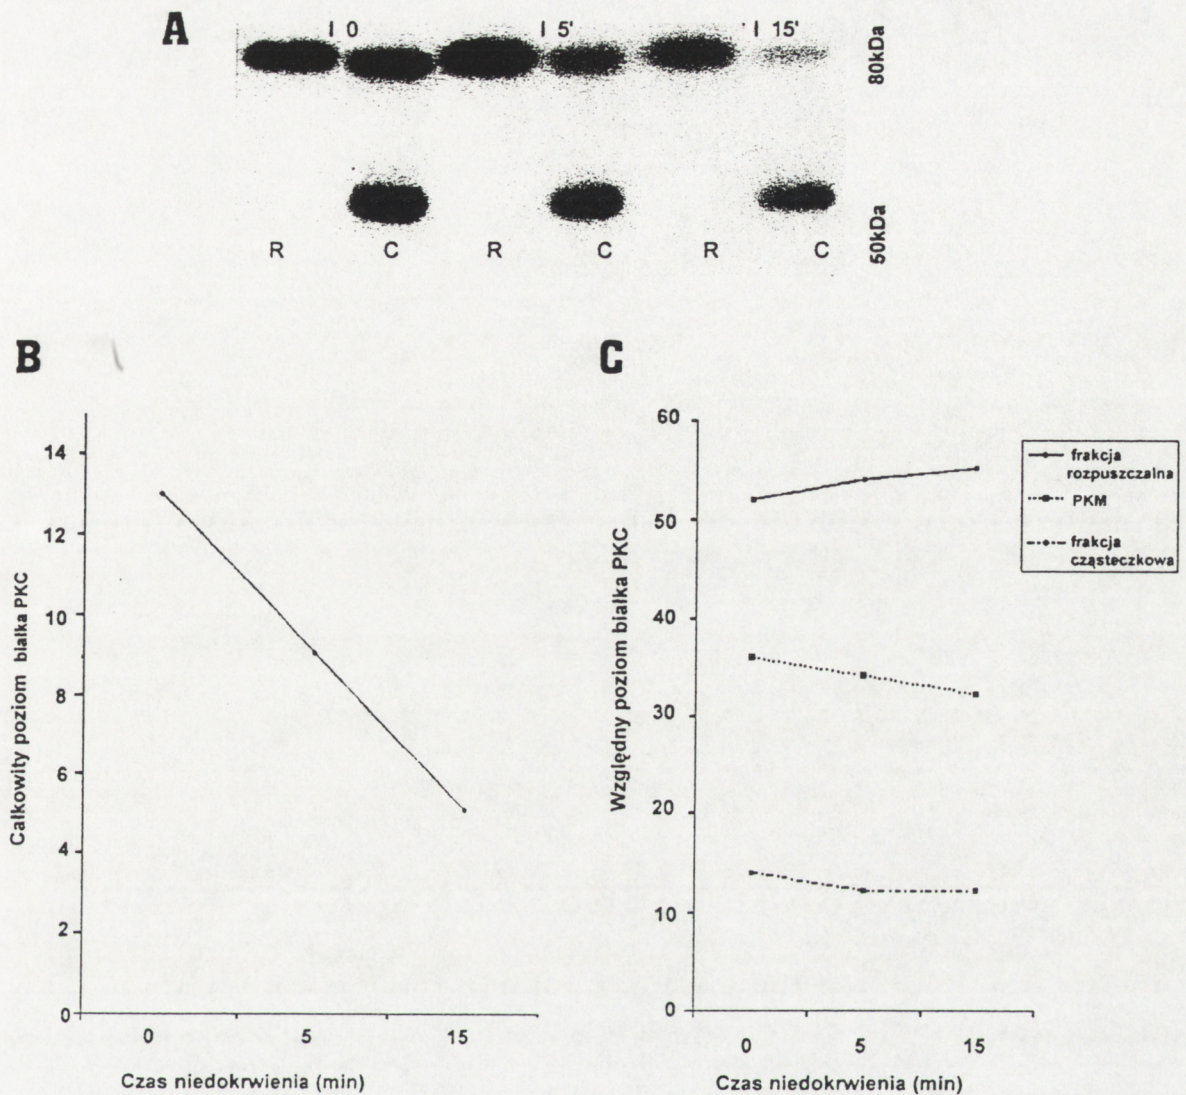 A
I 0 I 5' I 15'
80kDa
50kDa
R C R C R C
B
14
12
10
8
6
4
2
0
Całkowity poziom białka PKC
0 5 15
Czas niedokrwienia (min)
C
60
50
40
30
20
10
0
Względny poziom białka PKC
frakcja
rozpuszczalna
PKM
frakcja
cząsteczkowa
0 5 15
Czas niedokrwienia (min)